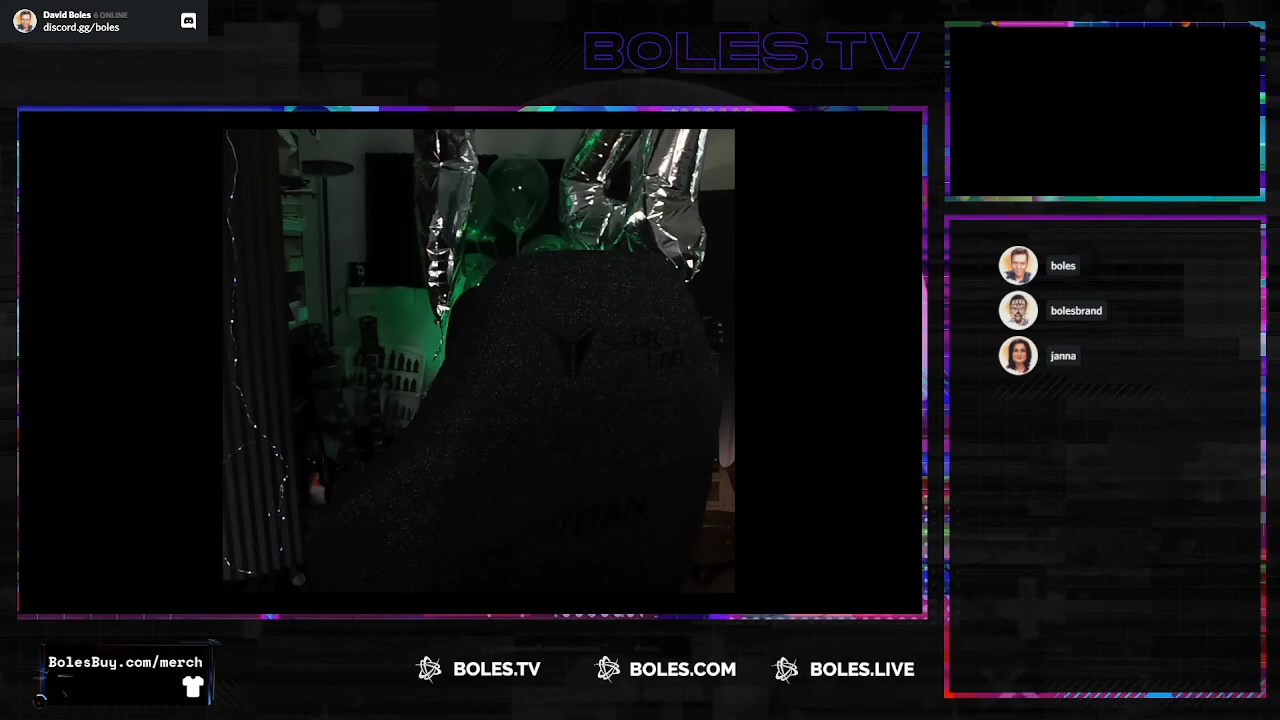 David Boles 6 ONLINE
discord.gg/boles
BOLES.TV
boles
bolesbrand
janna
TITAN
BolesBuy.com/merch
BOLES.TV
BOLES.COM
BOLES.LIVE